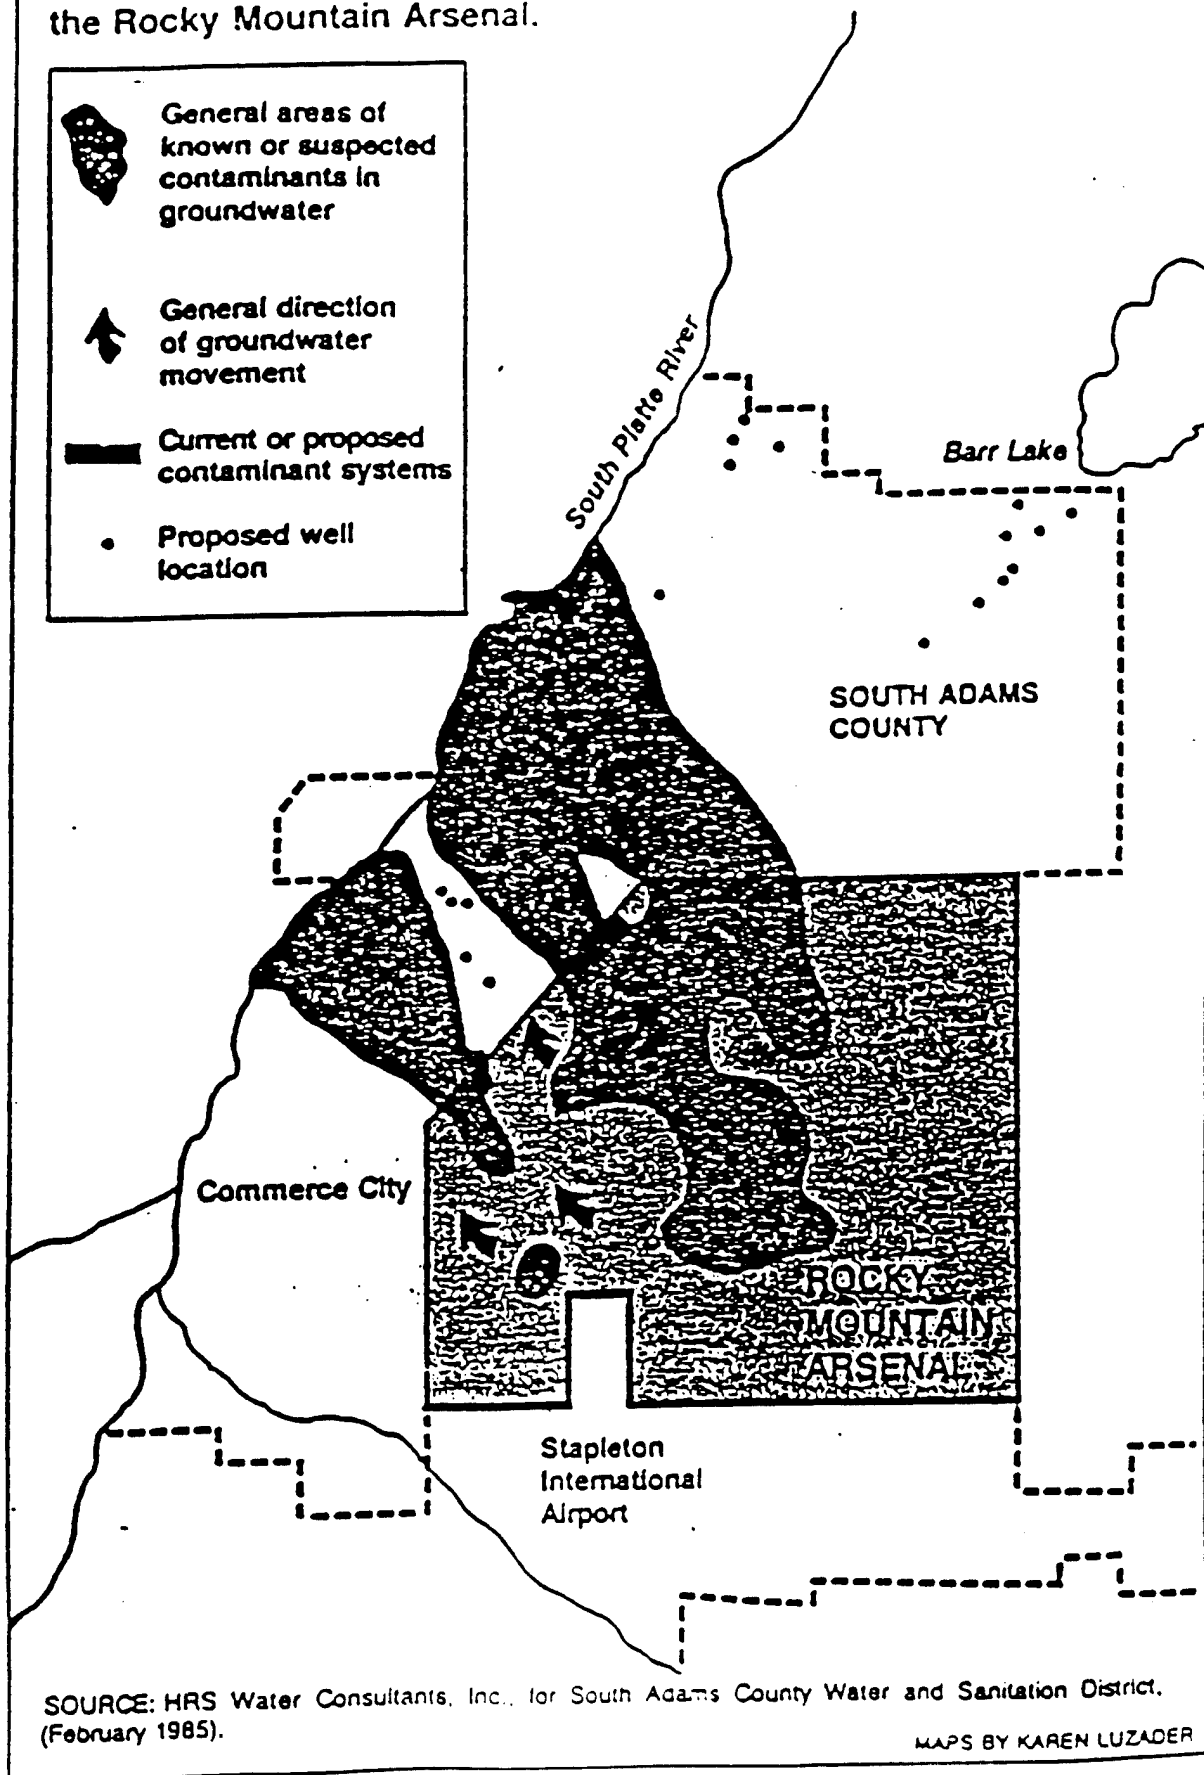 the Rocky Mountain Arsenal.
General areas of
known or suspected
contaminants in
groundwater
General direction
of groundwater
movement
Current or proposed
contaminant systems
Proposed well
location
South Platte River
Barr Lake
SOUTH ADAMS
COUNTY
Commerce City
ROCKY
MOUNTAIN
ARSENAL
Stapleton
International
Airport
SOURCE: HRS Water Consultants, Inc., for South Adams County Water and Sanitation District,
(February 1985).
MAPS BY KAREN LUZADER